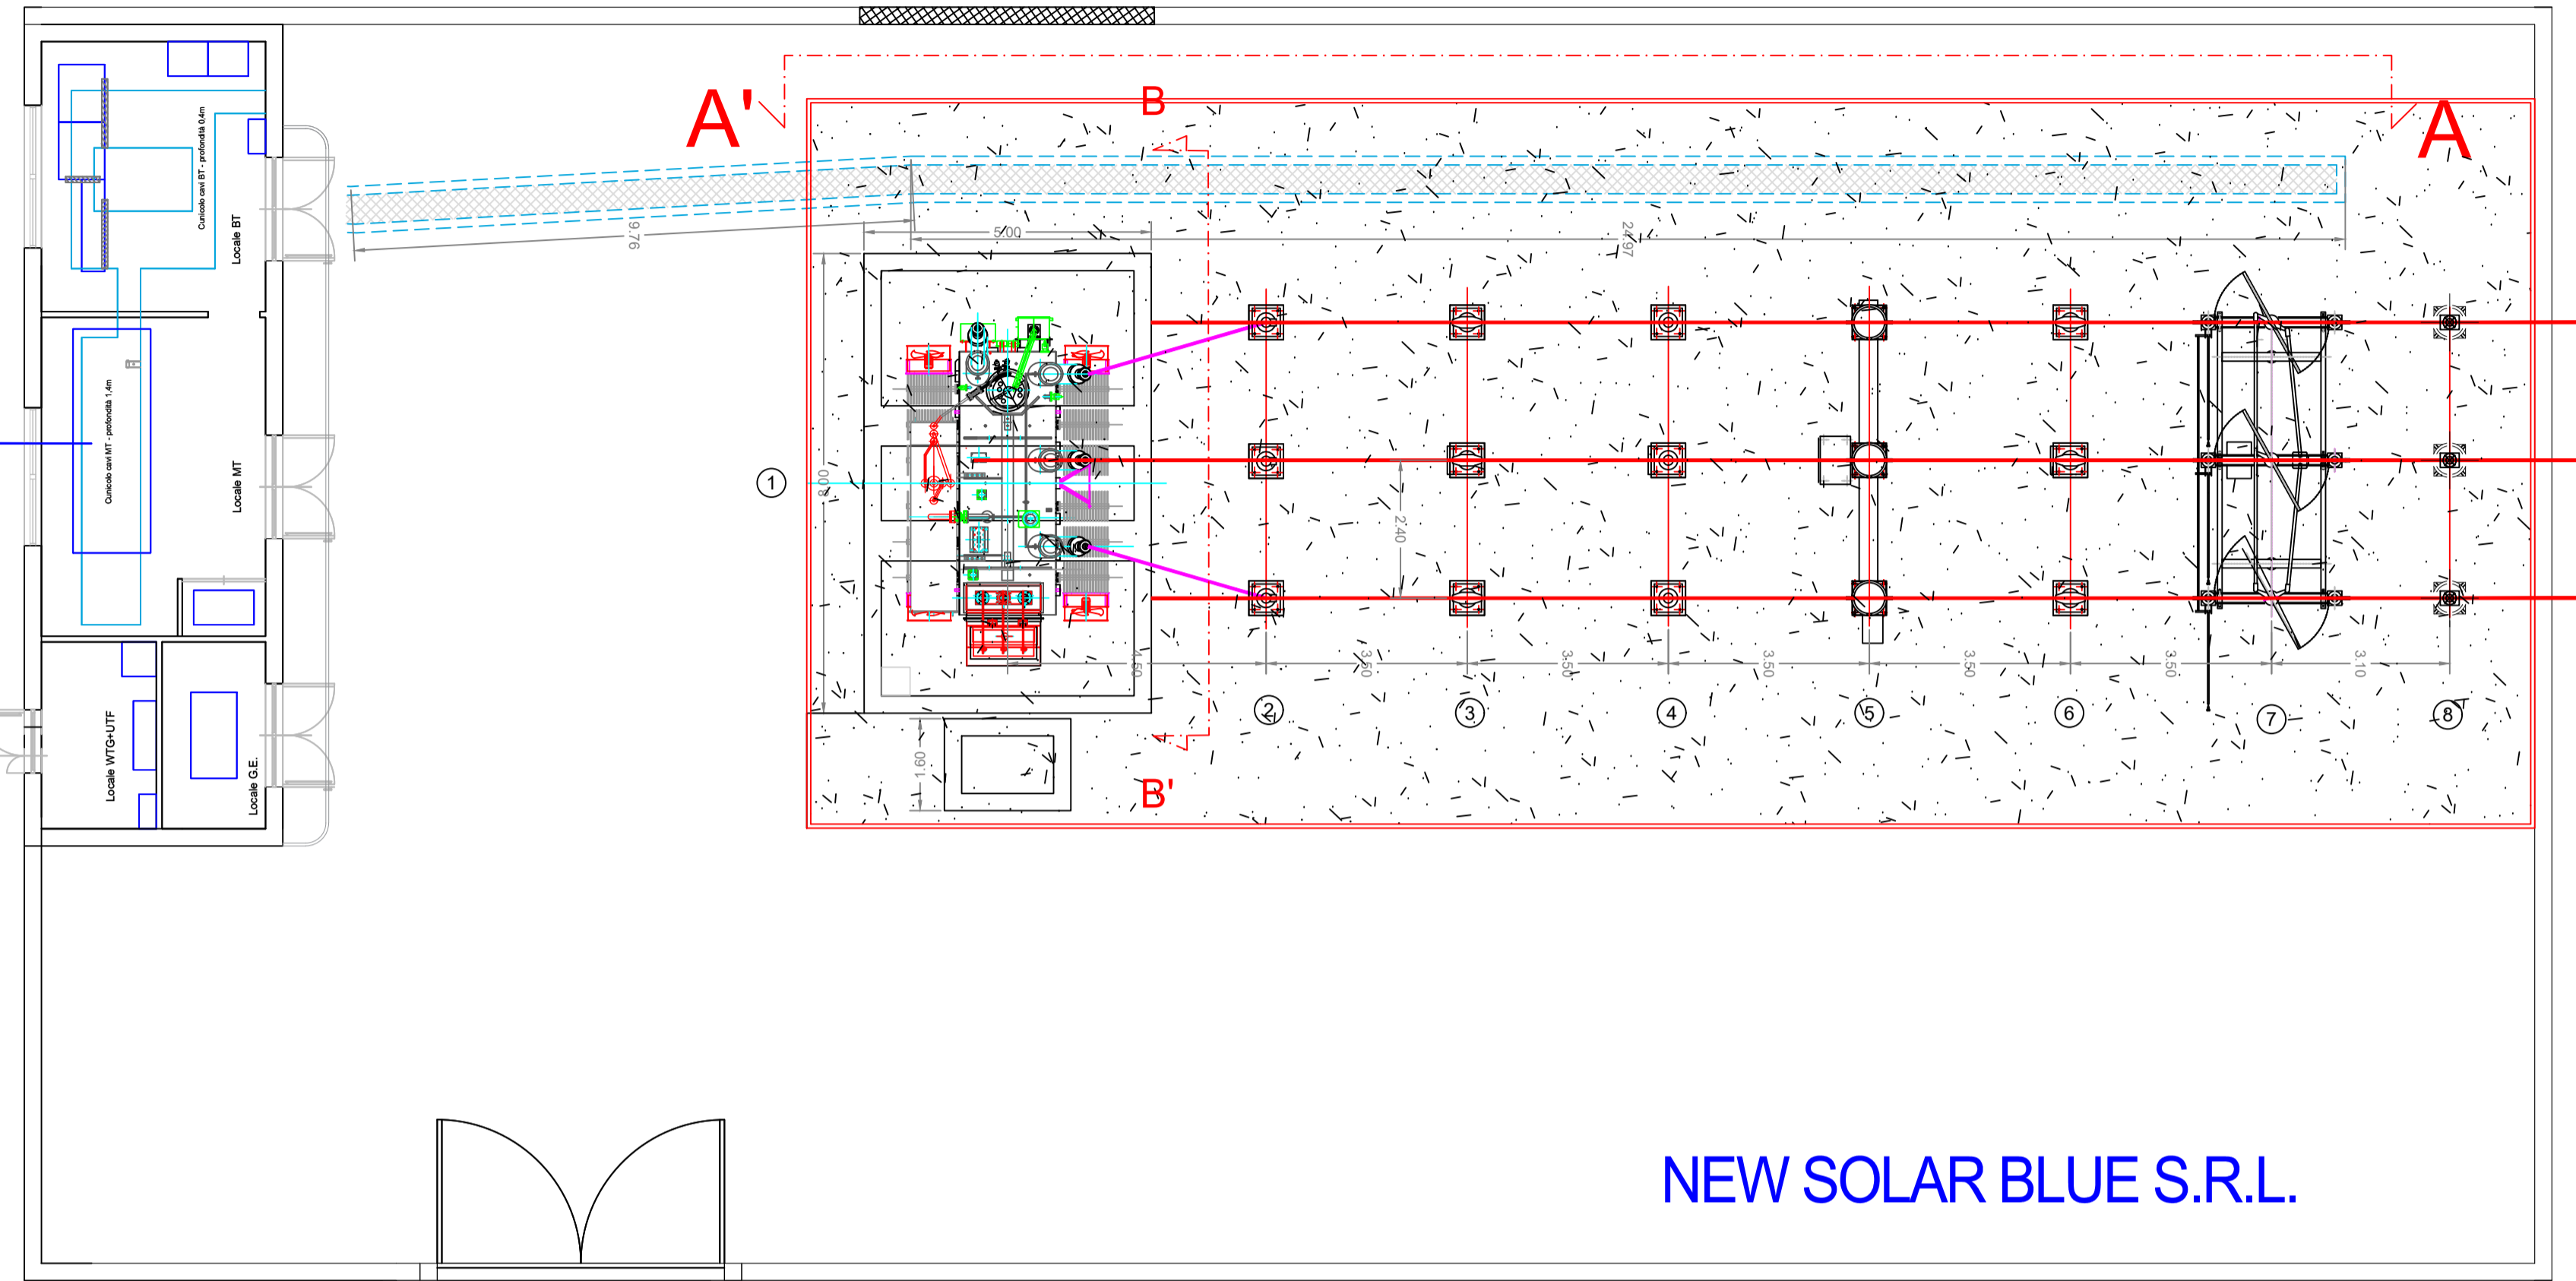 A'
B
A
Cunicolo cavi BT - profondità 0,4m
Locale BT
9.76
5.00
24.97
Cunicolo cavi MT - profondità 1,4m
Locale MT
1
8.00
2.40
4.50
3.50
3.50
3.50
3.50
3.50
3.10
2
3
4
5
6
7
8
Locale WTG+UTF
Locale G.E.
1.60
B'
NEW SOLAR BLUE S.R.L.